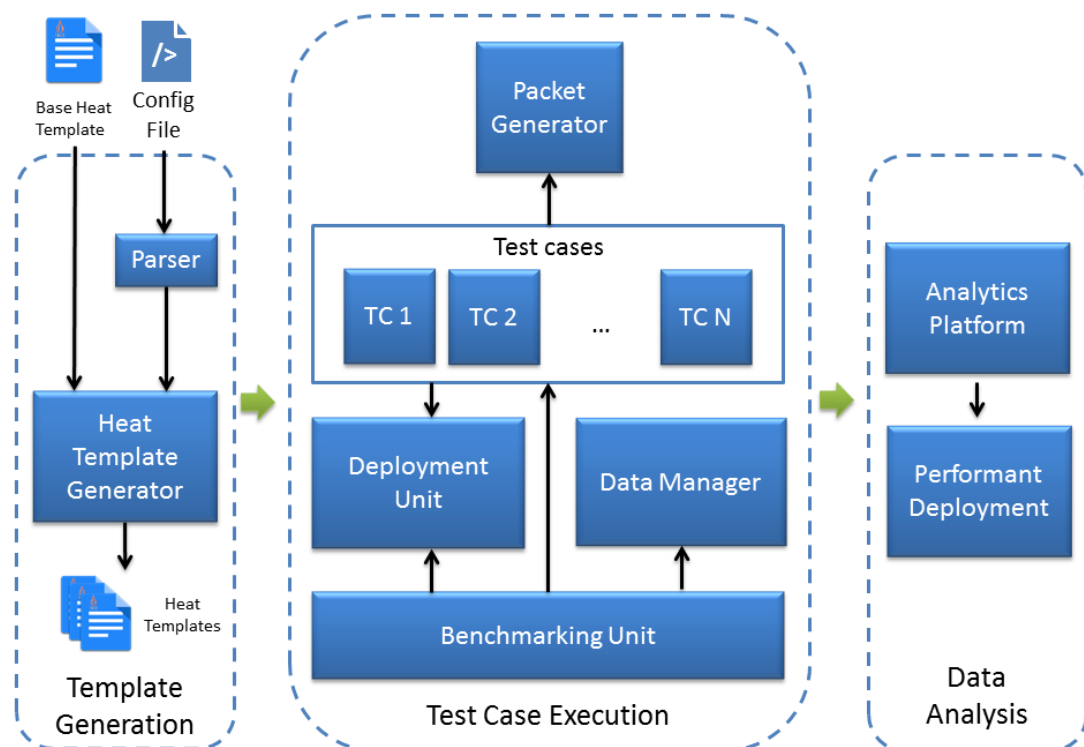 Base Heat
Template
Config
File
/>
Parser
Heat
Template
Generator
Heat
Templates
Template
Generation
Packet
Generator
Test cases
TC 1
TC 2
...
TC N
Deployment
Unit
Data Manager
Benchmarking Unit
Test Case Execution
Analytics
Platform
Performant
Deployment
Data
Analysis